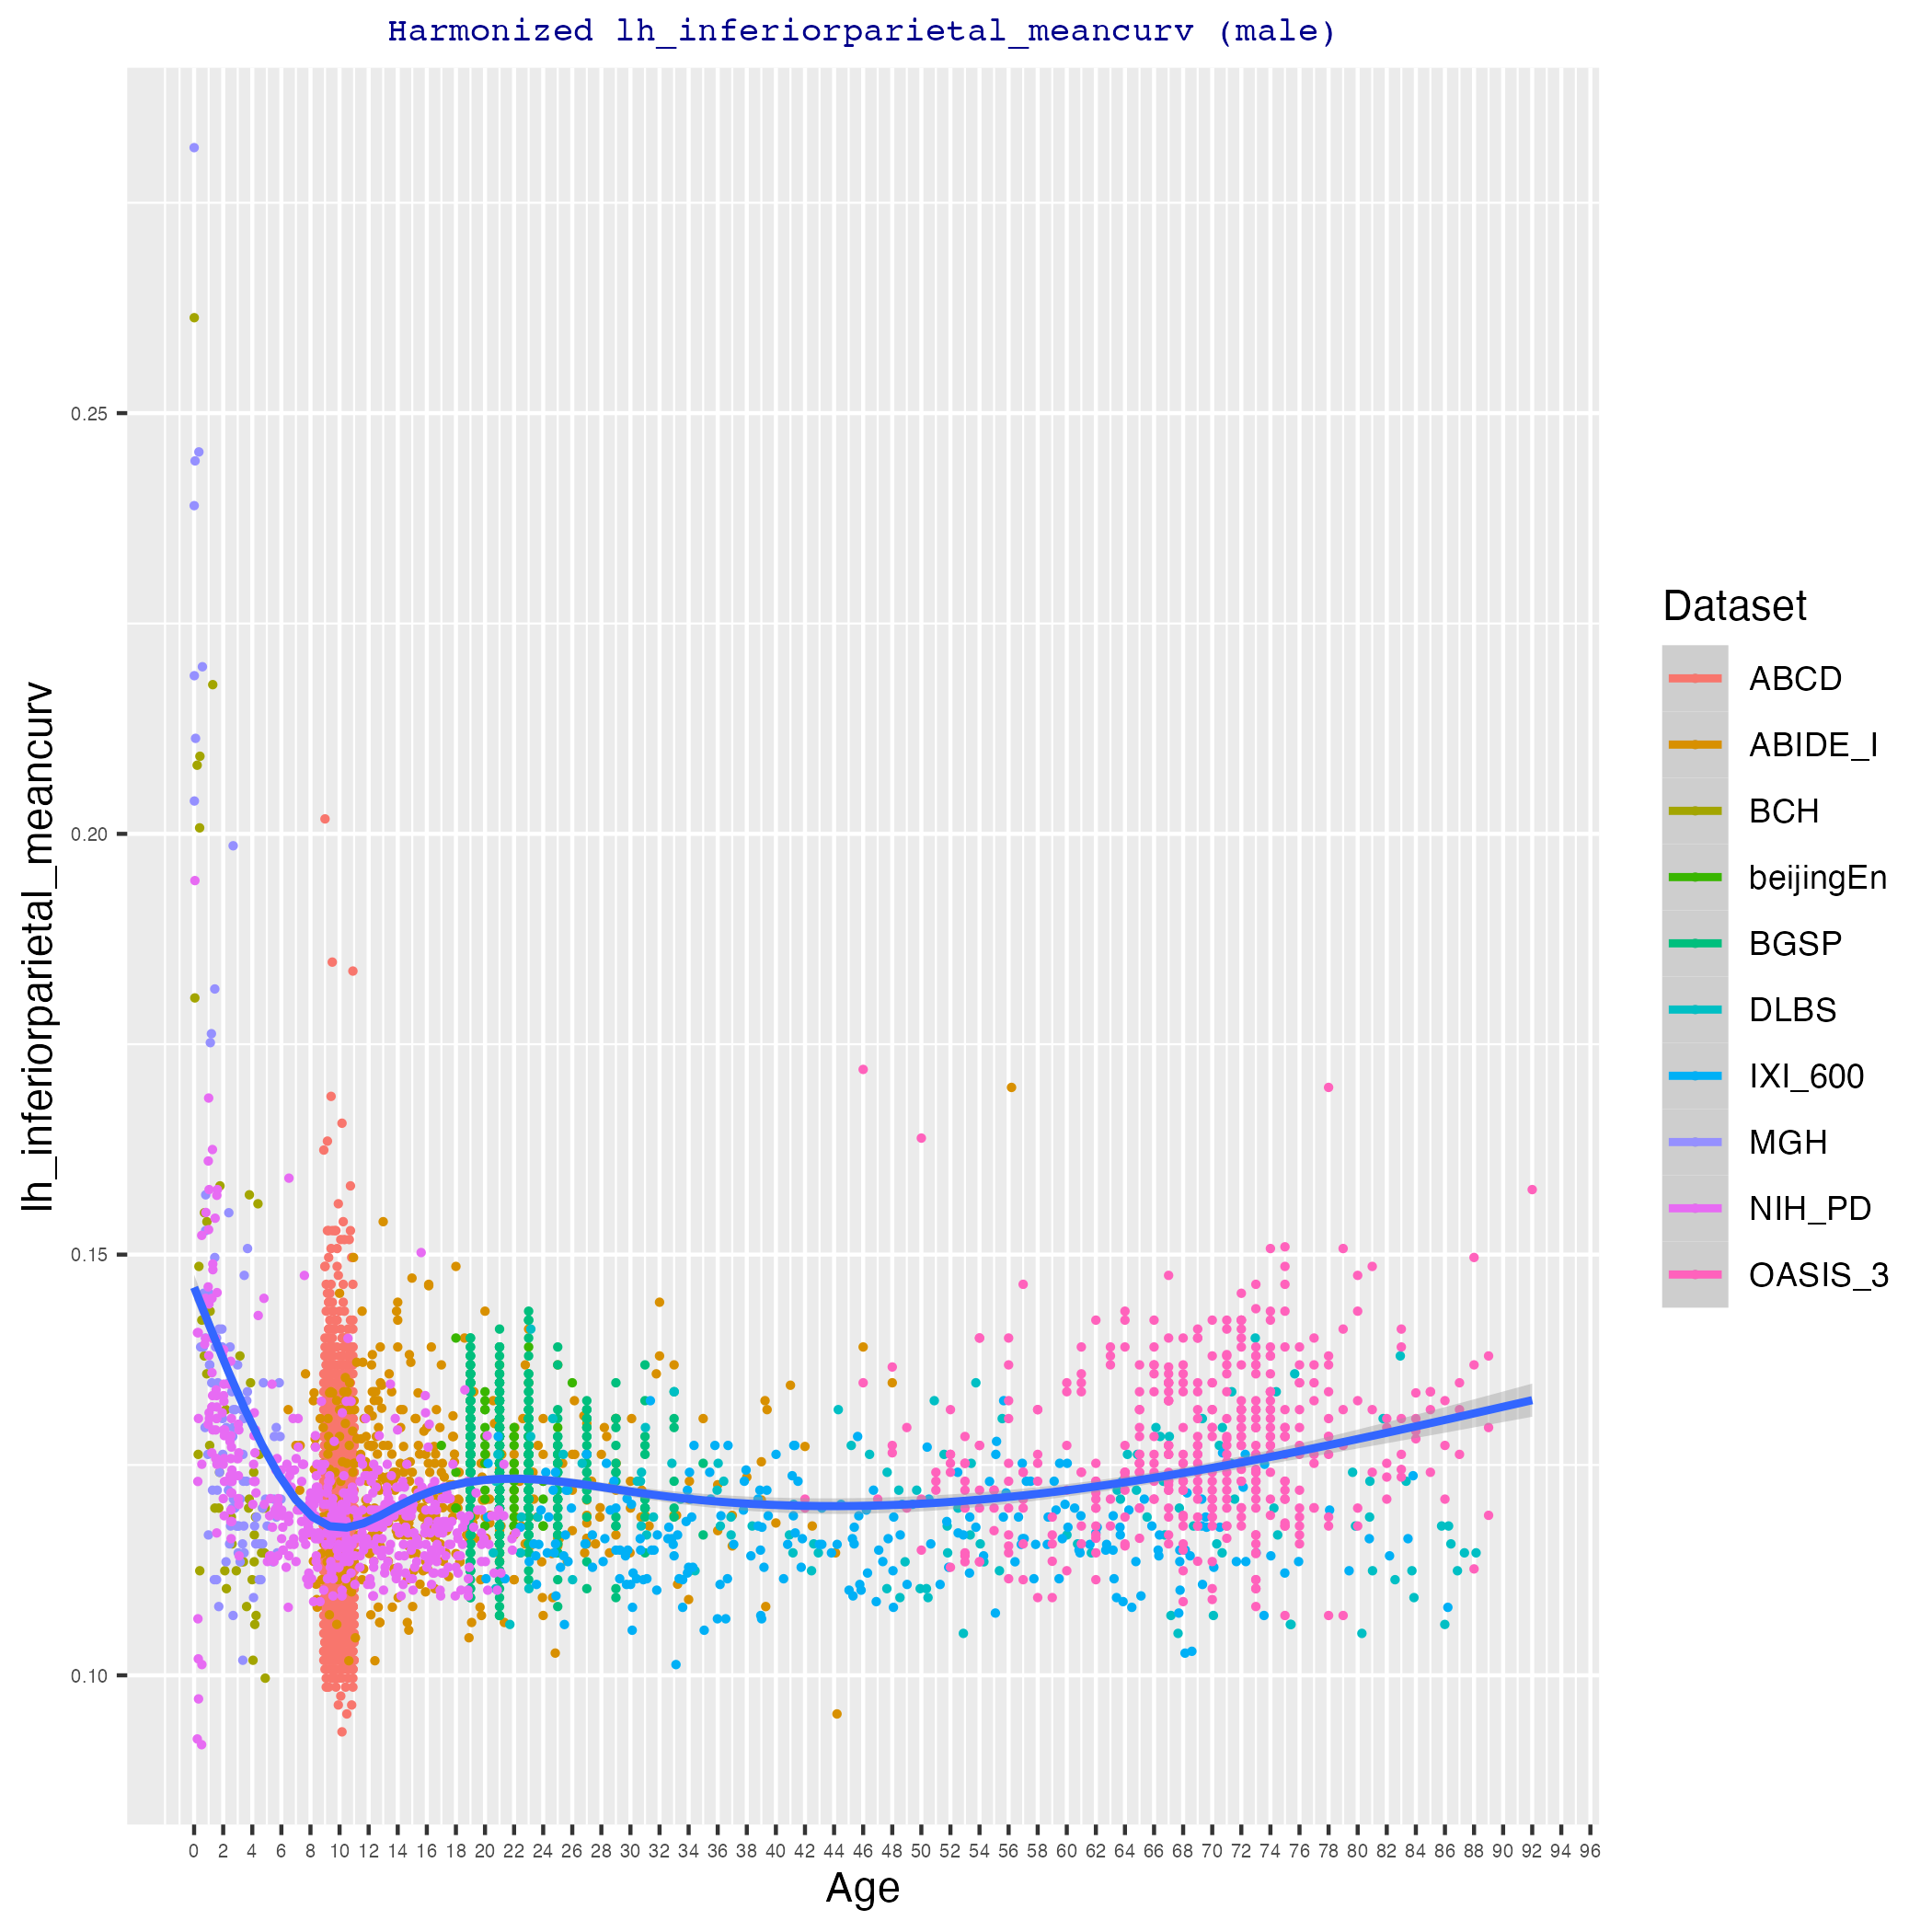 Harmonized lh_inferiorparietal_meancurv (male)
lh_inferiorparietal_meancurv
0.25
0.20
0.15
0.10
0 2 4 6 8 10 12 14 16 18 20 22 24 26 28 30 32 34 36 38 40 42 44 46 48 50 52 54 56 58 60 62 64 66 68 70 72 74 76 78 80 82 84 86 88 90 92 94 96
Age
Dataset
ABCD
ABIDE_I
BCH
beijingEn
BGSP
DLBS
IXI_600
MGH
NIH_PD
OASIS_3